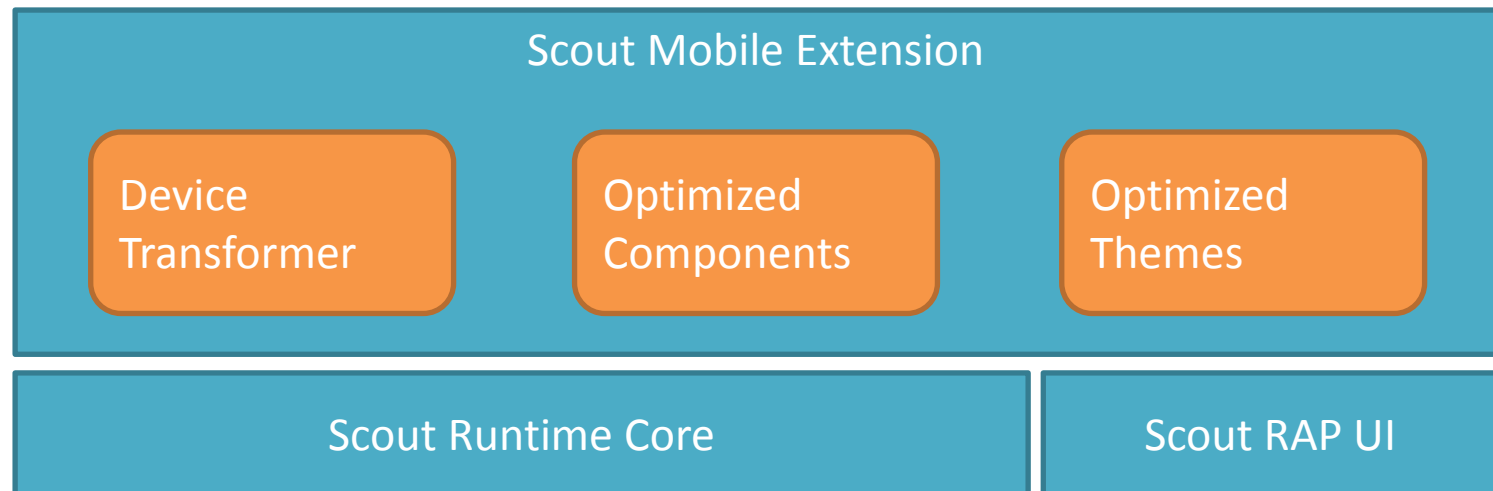 Scout Mobile Extension
Device
Transformer
Optimized
Components
Optimized
Themes
Scout Runtime Core
Scout RAP UI